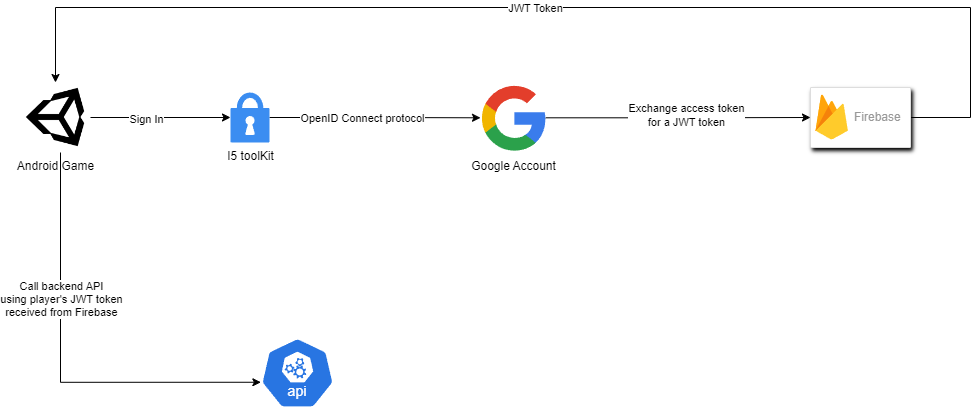 JWT Token
Sign In
OpenID Connect protocol
Exchange access token
for a JWT token
Firebase
Android Game
I5 toolKit
Google Account
Call backend API
using player's JWT token
received from Firebase
api